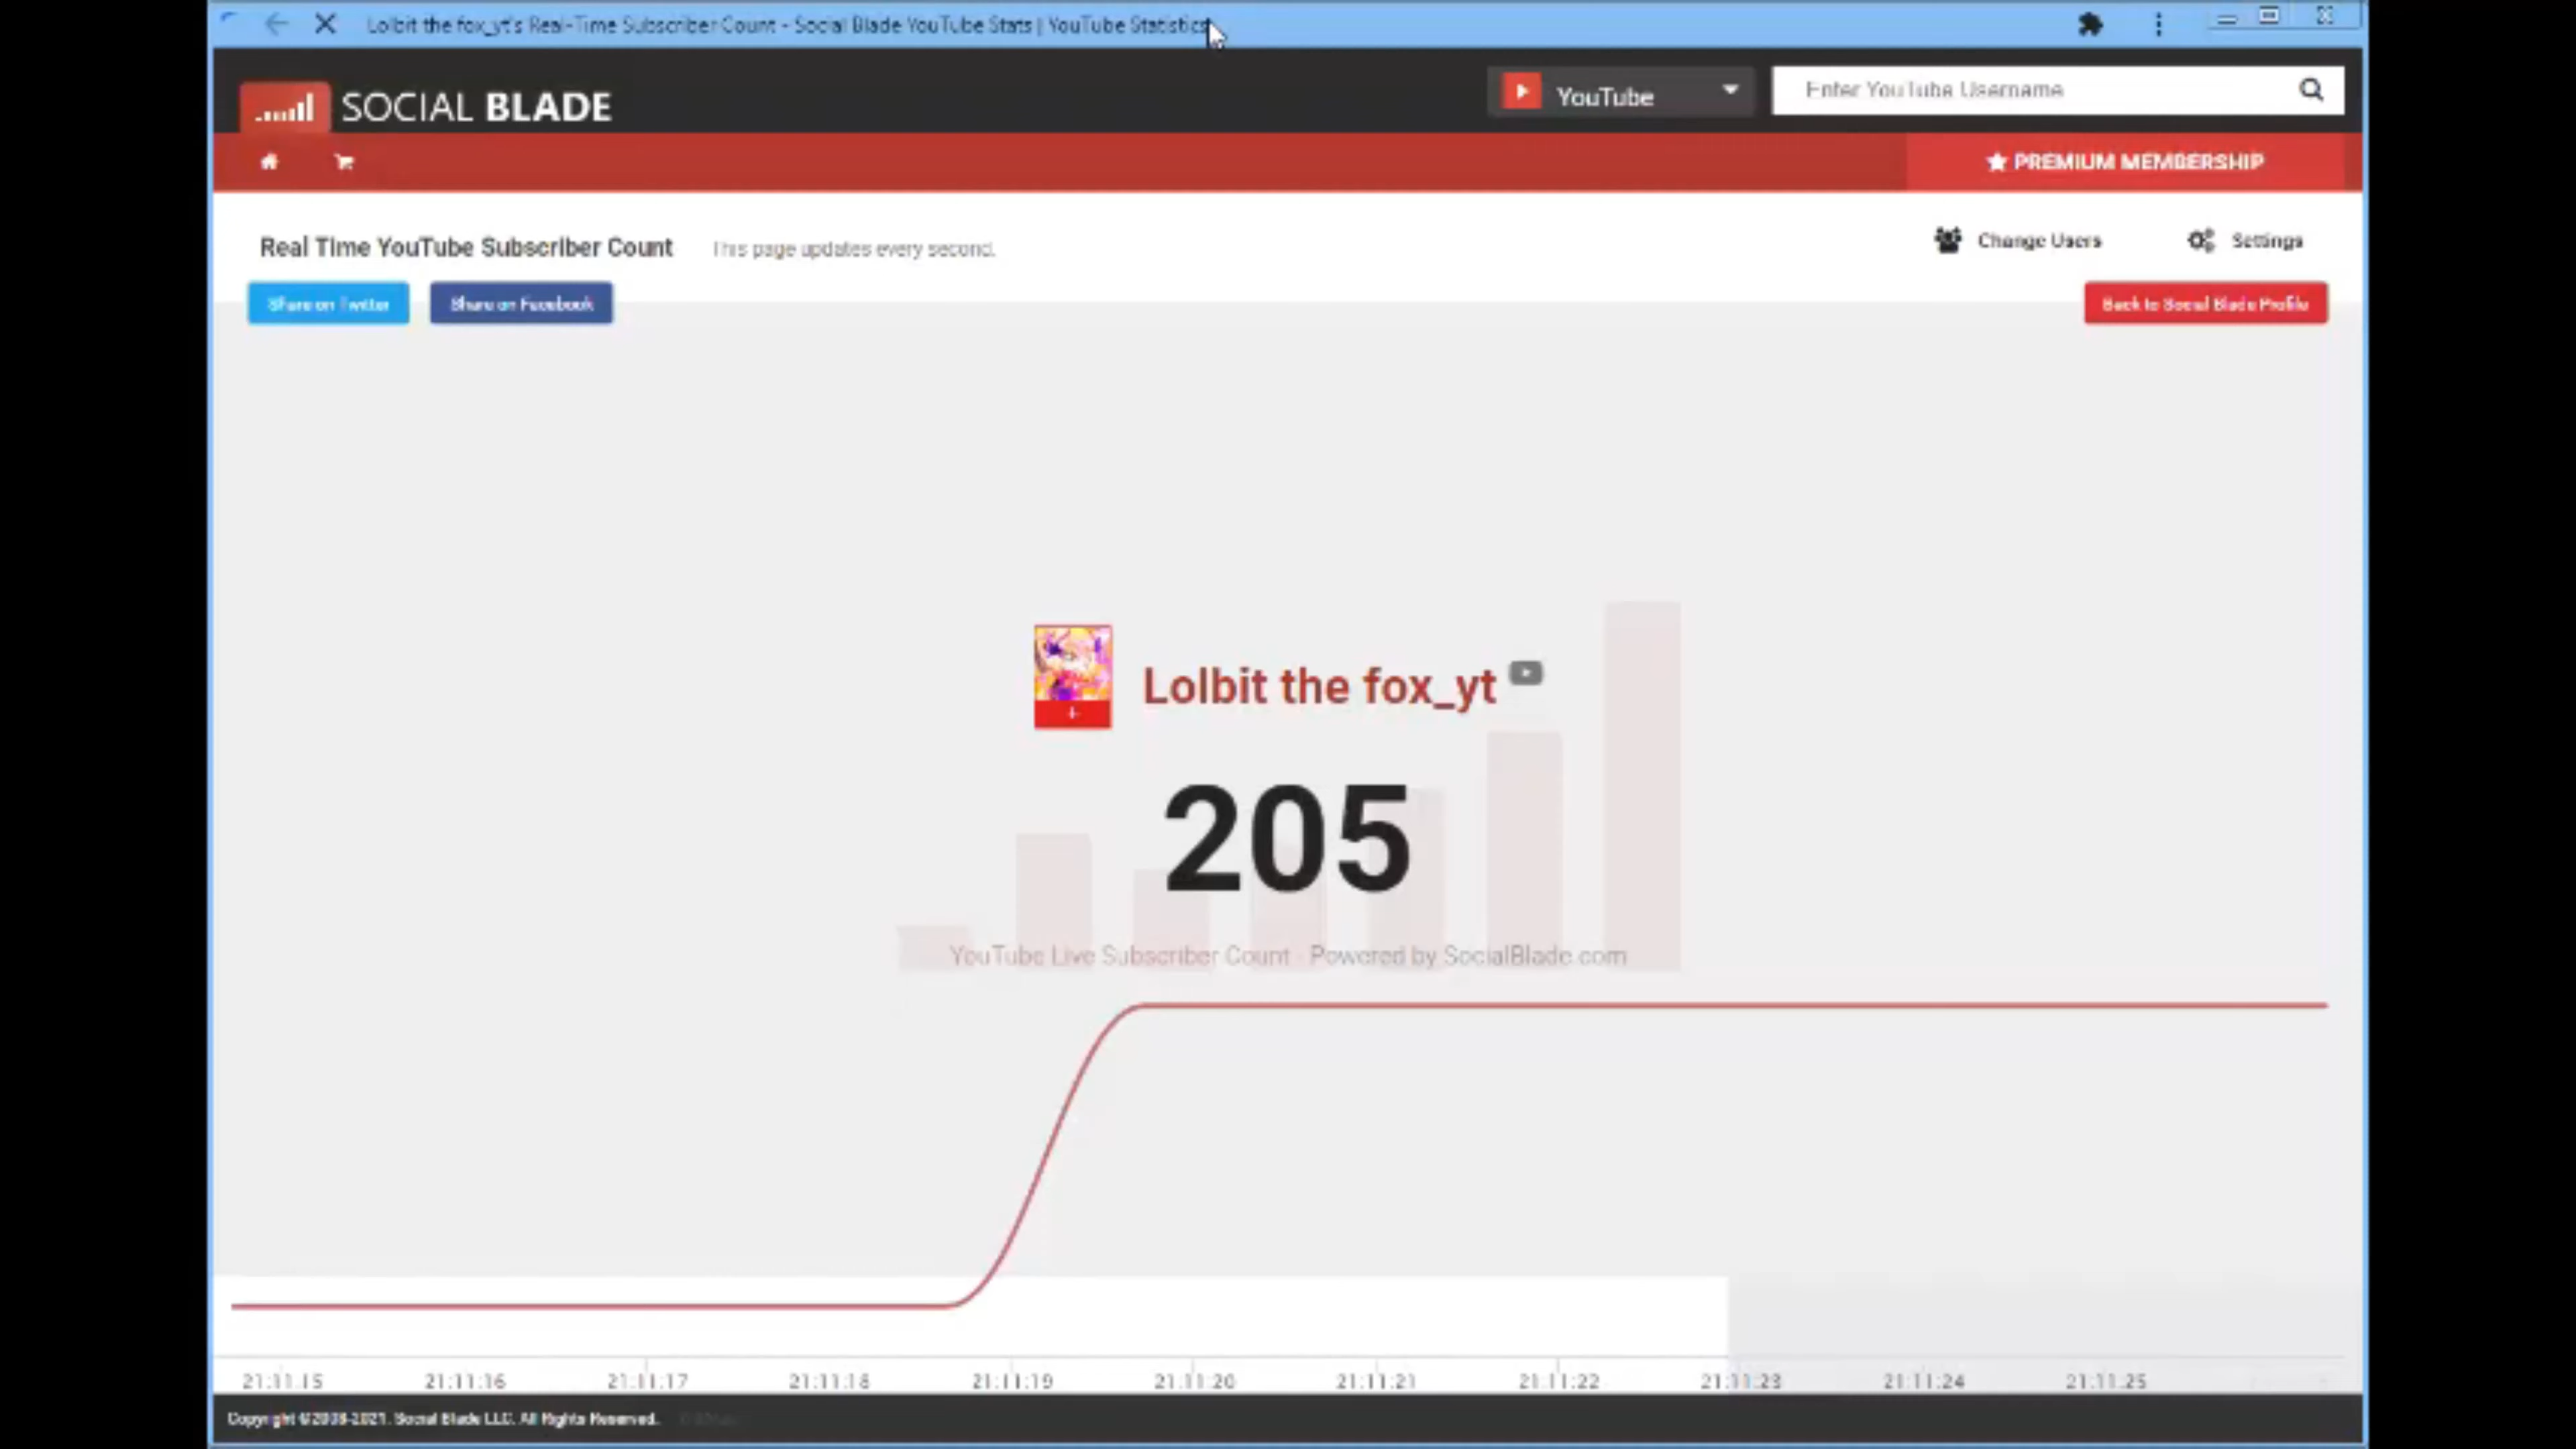 Lolbit the fox_yt's Real-Time Subscriber Count - Social Blade YouTube Stats | YouTube Statistics
SOCIAL BLADE
YouTube
Enter YouTube Username
PREMIUM MEMBERSHIP
Real Time YouTube Subscriber Count This page updates every second.
Change Users
Settings
Share on Twitter
Share on Facebook
Back to Social Blade Profile
+
Lolbit the fox_yt
205
YouTube Live Subscriber Count - Powered by SocialBlade.com
21:11:15 21:11:16 21:11:17 21:11:18 21:11:19 21:11:20 21:11:21 21:11:22 21:11:23 21:11:24 21:11:25
Copyright ©2008-2021. Social Blade LLC. All Rights Reserved.